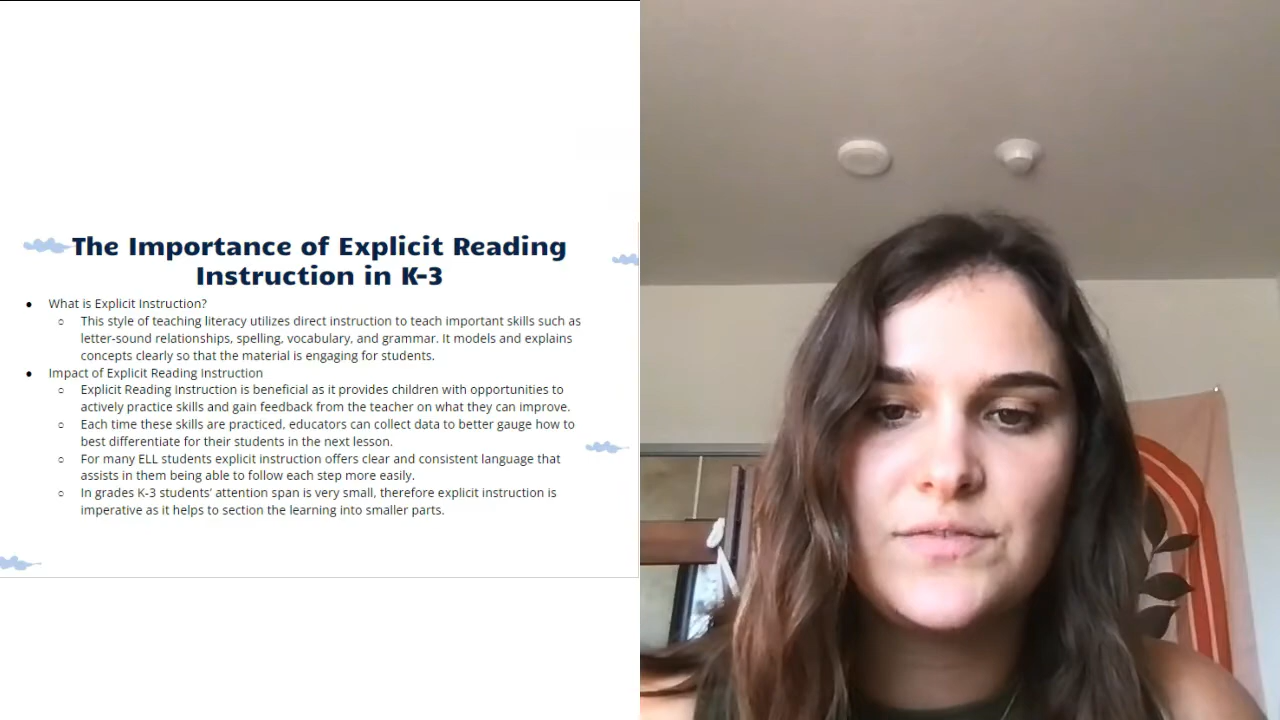 The Importance of Explicit Reading
Instruction in K-3
● What is Explicit Instruction?
○ This style of teaching literacy utilizes direct instruction to teach important skills such as
letter-sound relationships, spelling, vocabulary, and grammar. It models and explains
concepts clearly so that the material is engaging for students.
● Impact of Explicit Reading Instruction
○ Explicit Reading Instruction is beneficial as it provides children with opportunities to
actively practice skills and gain feedback from the teacher on what they can improve.
○ Each time these skills are practiced, educators can collect data to better gauge how to
best differentiate for their students in the next lesson.
○ For many ELL students explicit instruction offers clear and consistent language that
assists in them being able to follow each step more easily.
○ In grades K-3 students' attention span is very small, therefore explicit instruction is
imperative as it helps to section the learning into smaller parts.